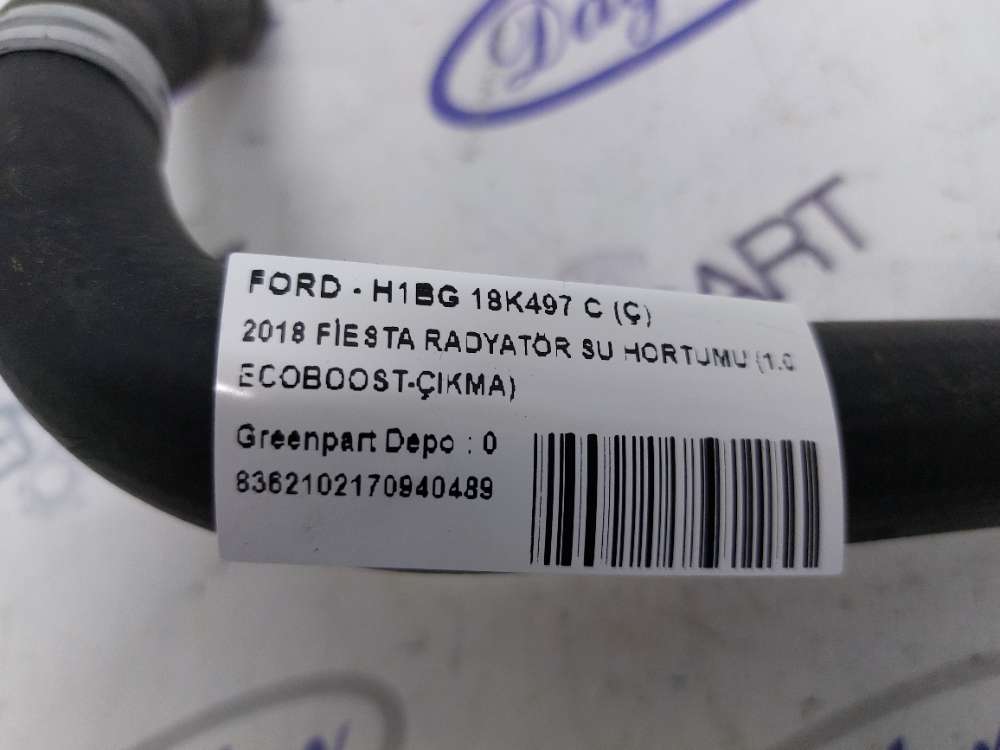 FORD - H1BG 18K497 C (Ç)
2018 FİESTA RADYATÖR SU HORTUMU (1.0
ECOBOOST-ÇIKMA)
Greenpart Depo : 0
8362102170940489